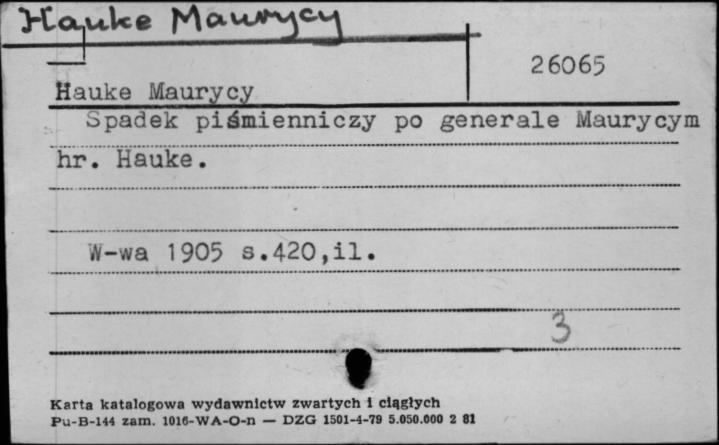 Hauke Maurycy
26065
Hauke Maurycy
Spadek piśmienniczy po generale Maurycym
hr. Hauke.
W-wa 1905 s.420,il.
3
Karta katalogowa wydawnictw zwartych i ciągłych
Pu-B-144 zam. 1016-WA-O-n — DZG 1501-4-79 5.050.000 2 81